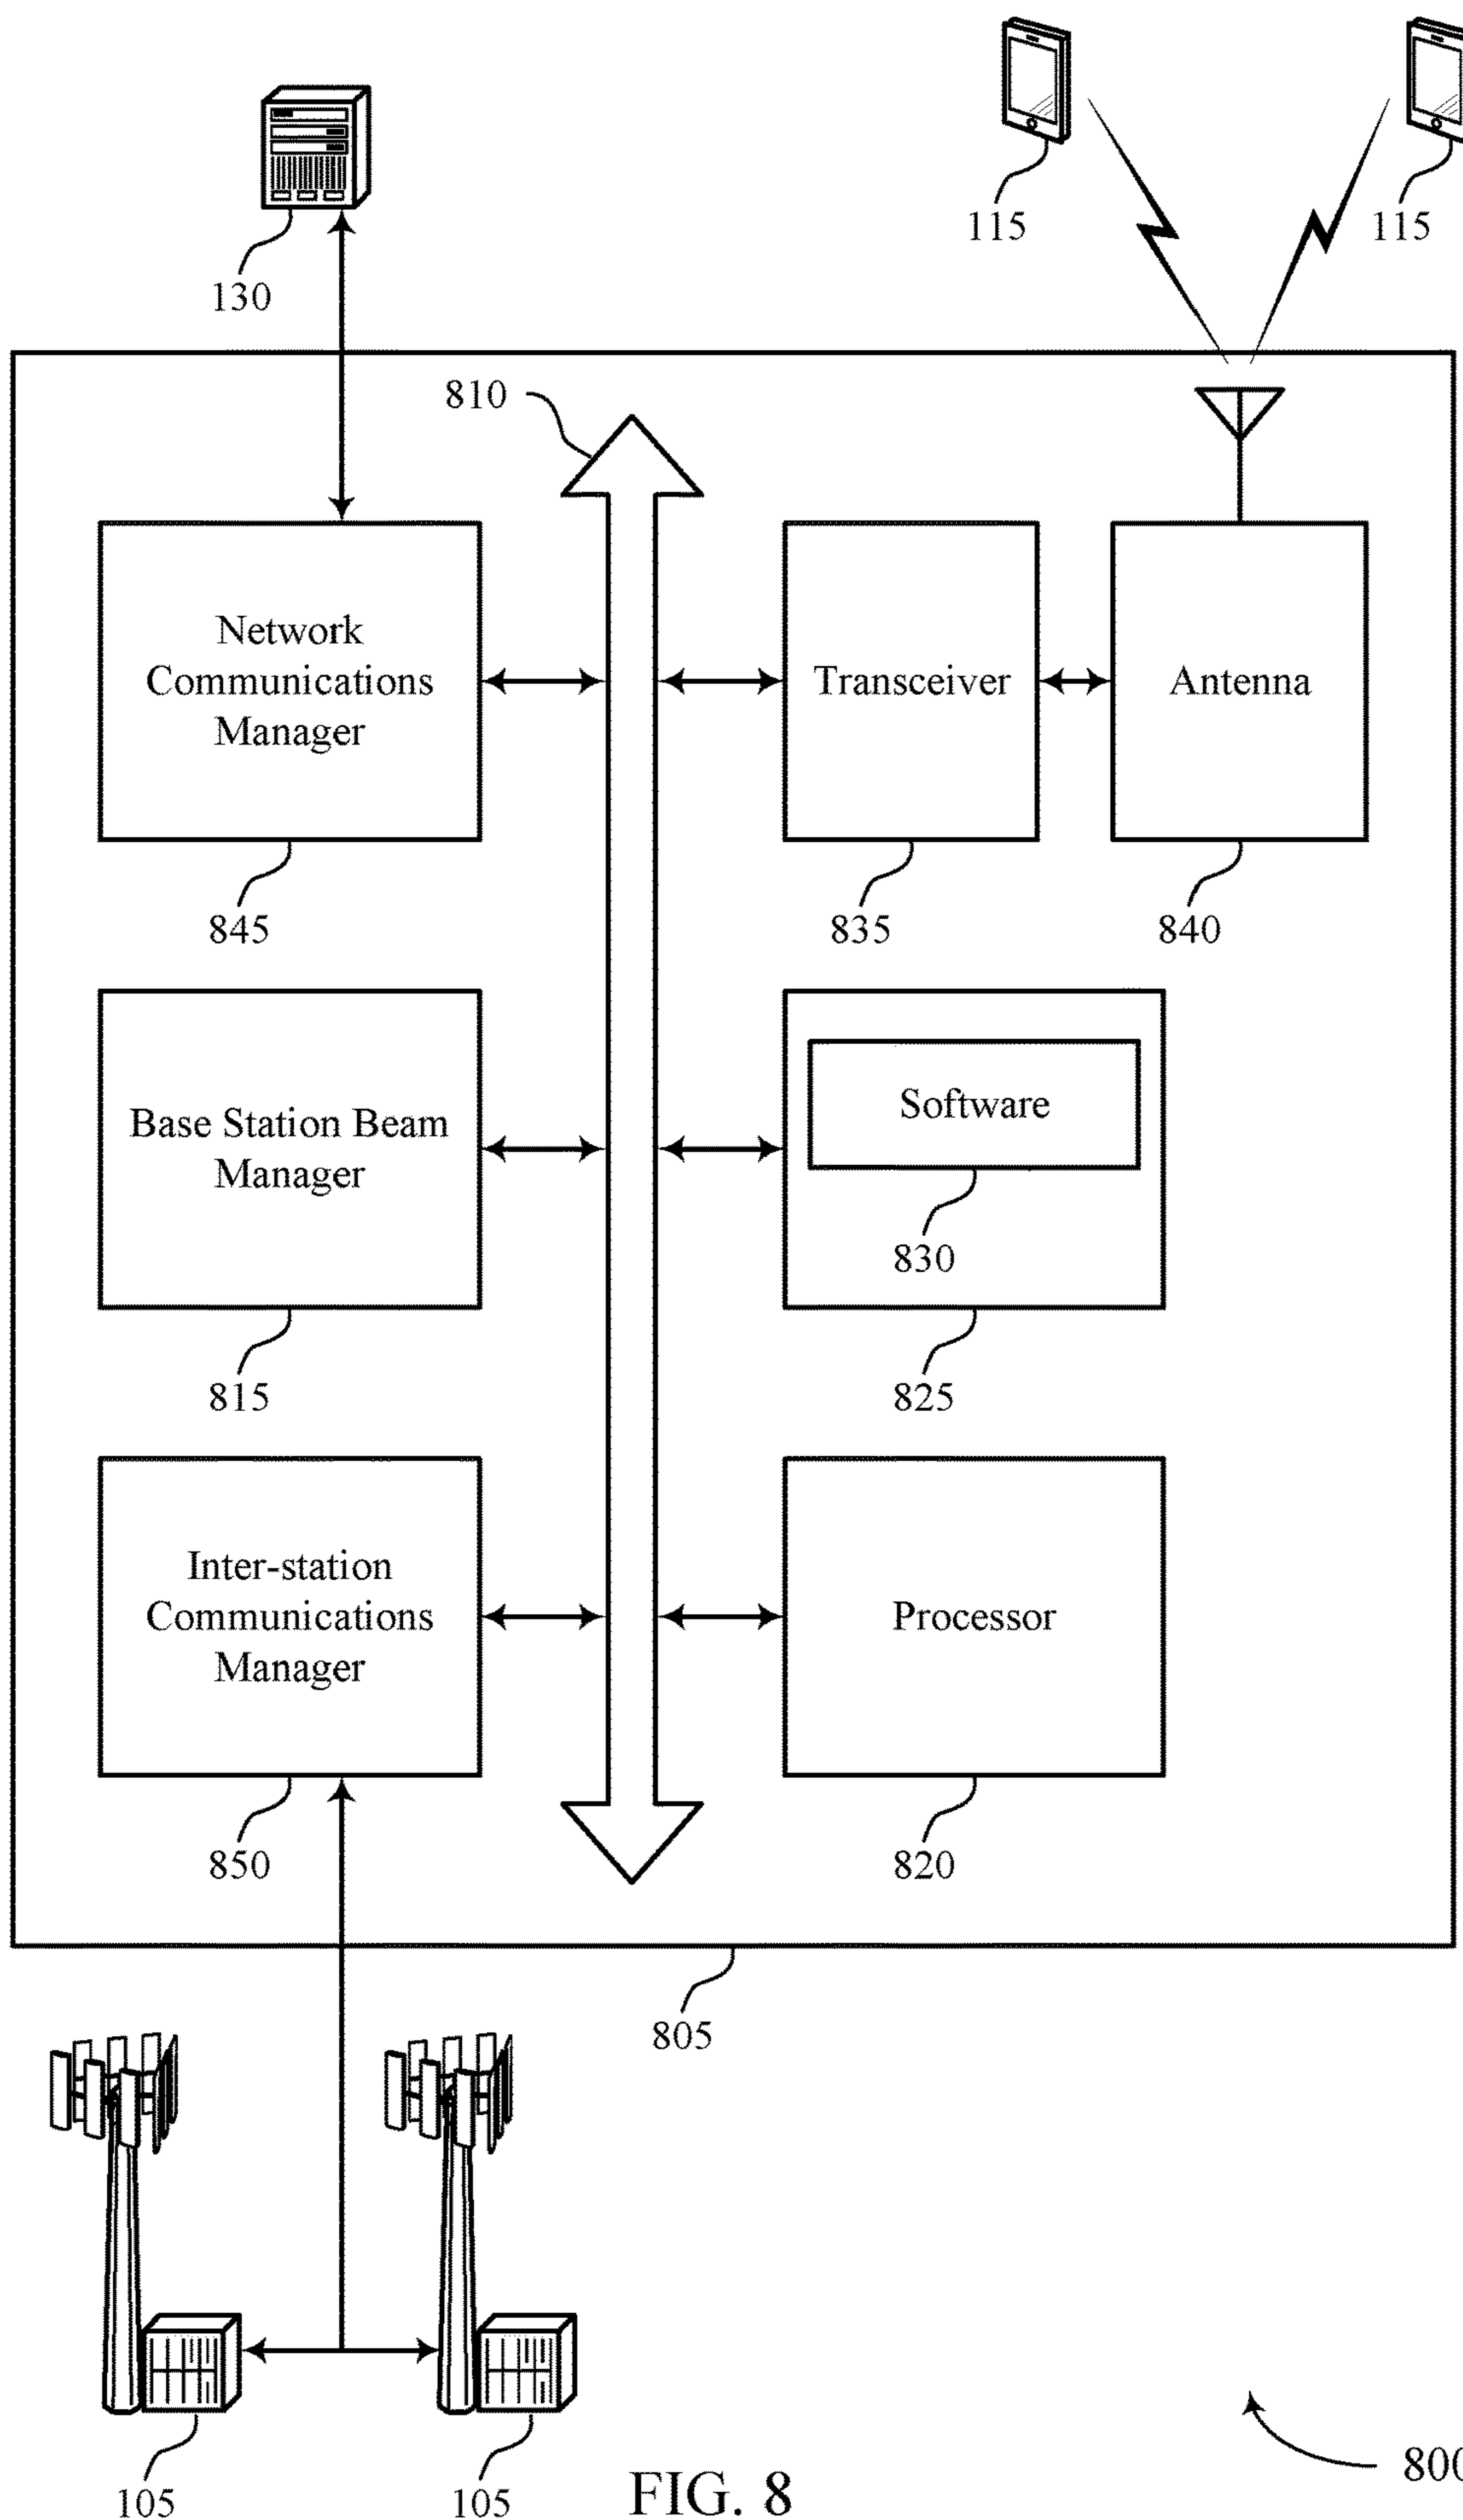 115
115
130
810
Network
Communications
Manager
Transceiver
Antenna
845
835
840
Base Station Beam
Manager
Software
830
815
825
Inter-station
Communications
Manager
Processor
850
820
805
105
105
FIG. 8
800